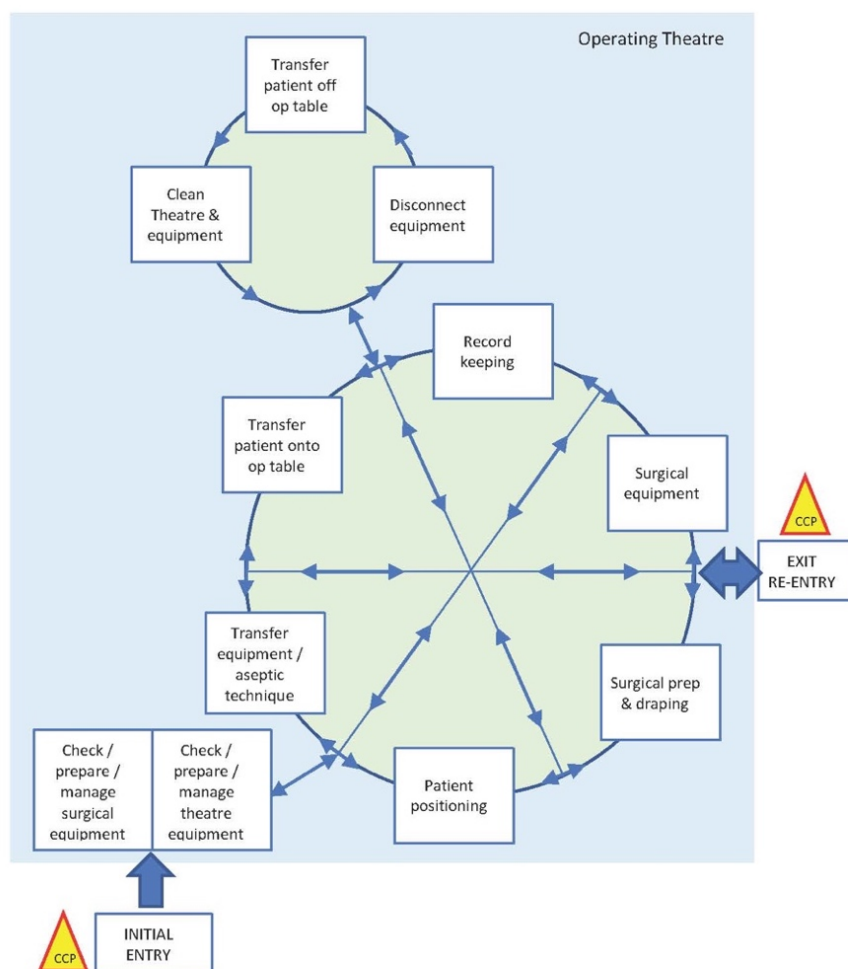 Operating Theatre
Transfer
patient off
op table
Clean
Theatre &
equipment
Disconnect
equipment
Record
keeping
Transfer
patient onto
op table
Surgical
equipment
CCP
EXIT
RE-ENTRY
Transfer
equipment /
aseptic
technique
Surgical prep
& draping
Check /
prepare /
manage
surgical
equipment
Check /
prepare /
manage
theatre
equipment
Patient
positioning
CCP
INITIAL
ENTRY